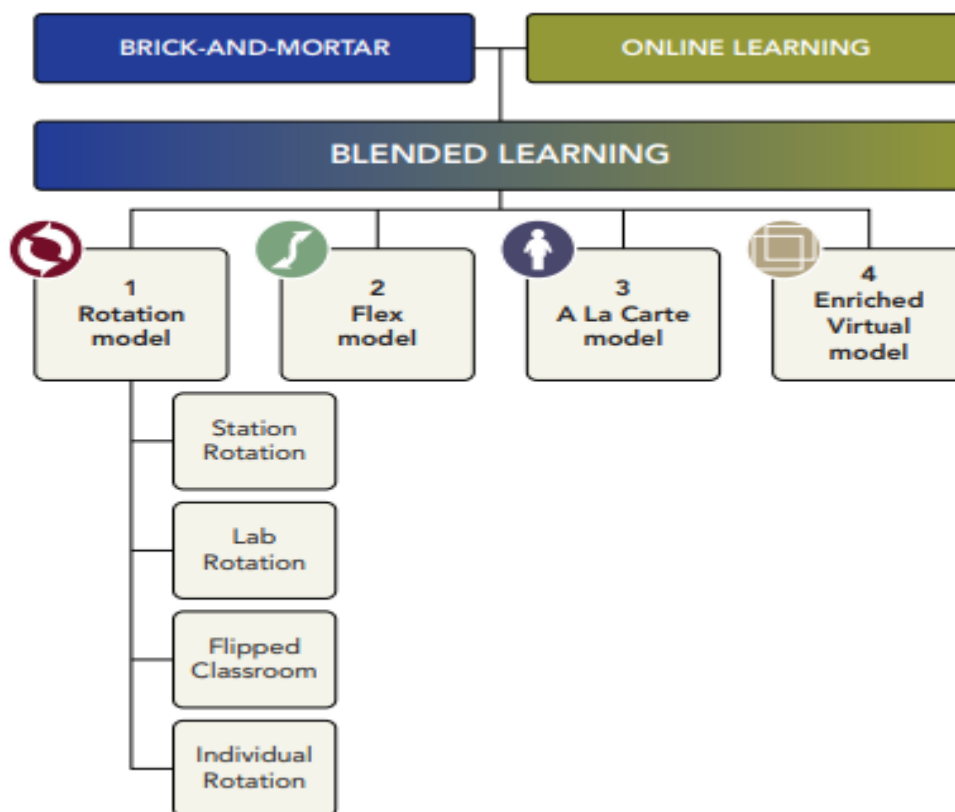 BRICK-AND-MORTAR
ONLINE LEARNING
BLENDED LEARNING
1
Rotation
model
2
Flex
model
3
A La Carte
model
4
Enriched
Virtual
model
Station
Rotation
Lab
Rotation
Flipped
Classroom
Individual
Rotation